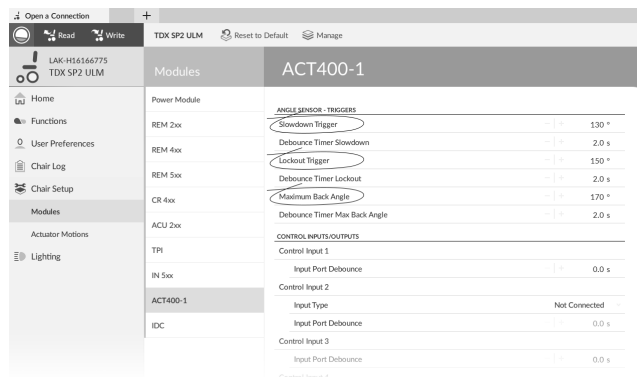 Open a Connection +
Read Write TDX SP2 ULM Reset to Default Manage
LAK-H16166775
TDX SP2 ULM
Modules
ACT400-1
Home
Functions
User Preferences
Chair Log
Chair Setup
Modules
Actuator Motions
Lighting
Power Module
REM 2xx
REM 4xx
REM 5xx
CR 4xx
ACU 2xx
TPI
IN 5xx
ACT400-1
IDC
ANGLE SENSOR - TRIGGERS
Slowdown Trigger - + 130 °
Debounce Timer Slowdown - + 2.0 s
Lockout Trigger - + 150 °
Debounce Timer Lockout - + 2.0 s
Maximum Back Angle - + 170 °
Debounce Timer Max Back Angle - + 2.0 s
CONTROL INPUTS/OUTPUTS
Control Input 1
Input Port Debounce - + 0.0 s
Control Input 2
Input Type Not Connected
Input Port Debounce - + 0.0 s
Control Input 3
Input Port Debounce - + 0.0 s
Control Input 4